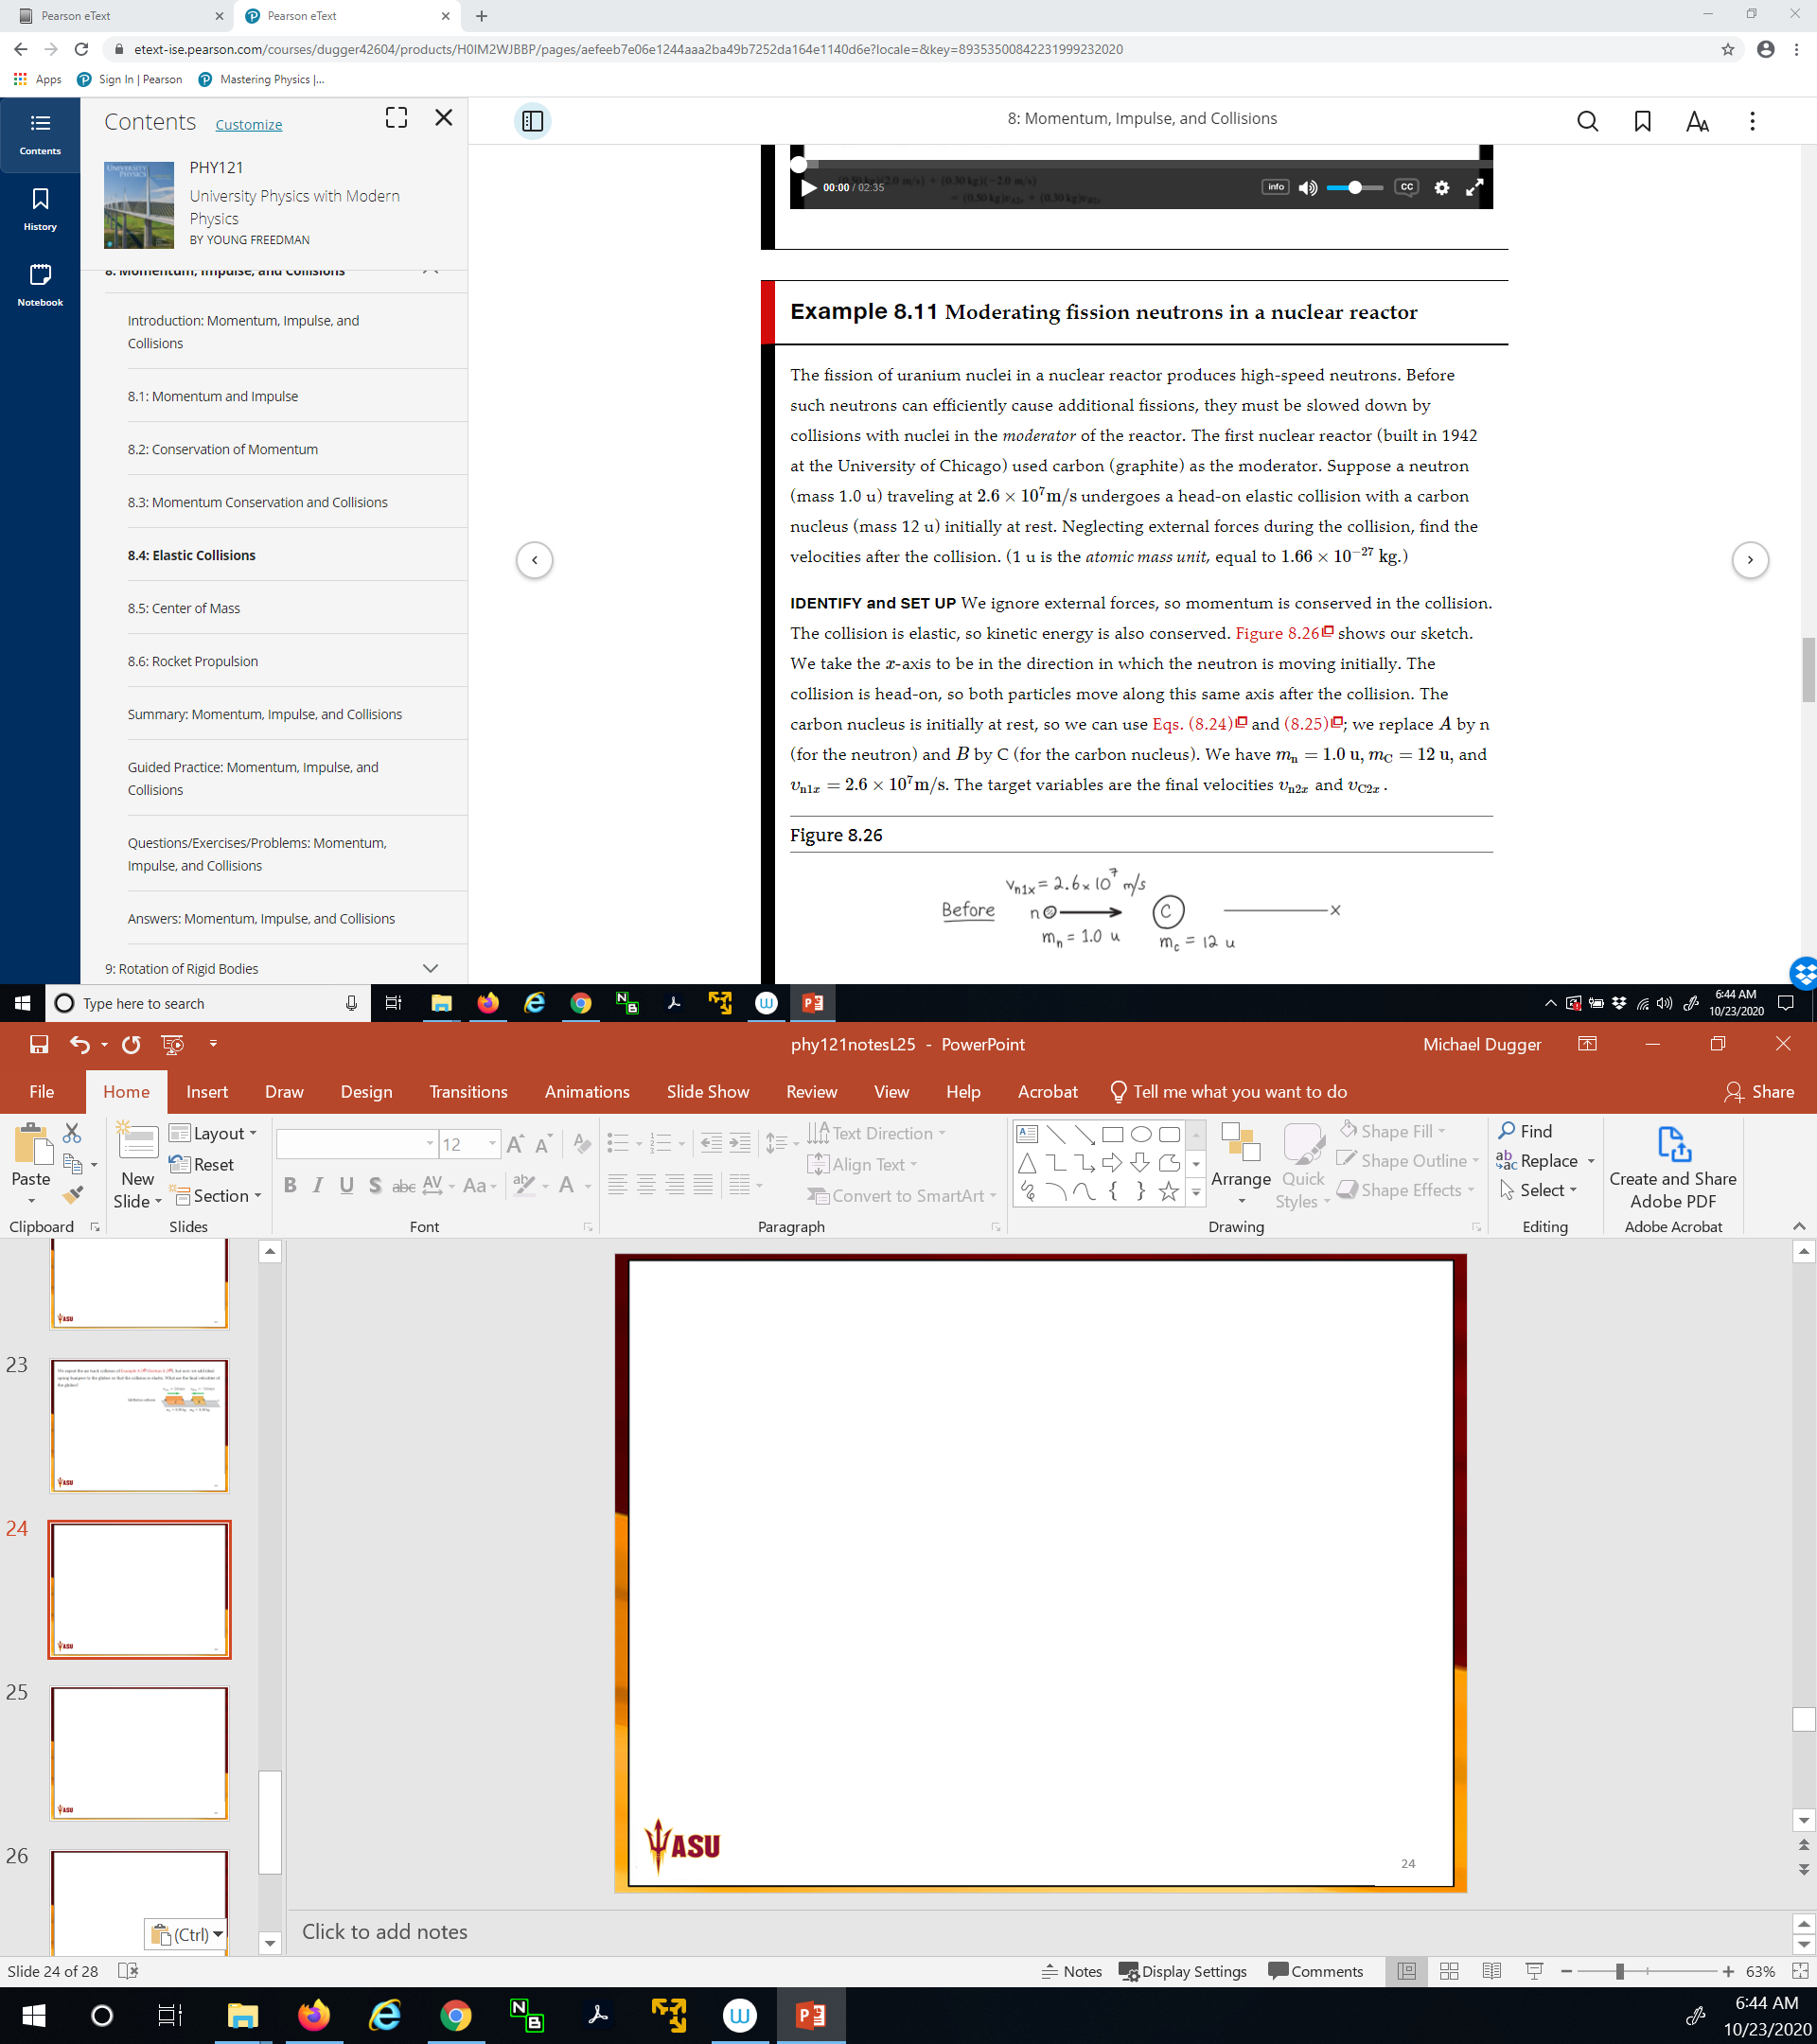 Pearson eText
Pearson eText
etext-ise.pearson.com/courses/dugger42604/products/H0IM2WJBBP/pages/aefeeb7e06e1244aaa2ba49b7252da164e1140d6e?locale=&key=89353500842231999232020
Apps Sign In | Pearson Mastering Physics |...
Contents Customize
8: Momentum, Impulse, and Collisions
Contents
History
Notebook
PHY121
University Physics with Modern
Physics
BY YOUNG FREEDMAN
8: Momentum, Impulse, and Collisions
Introduction: Momentum, Impulse, and
Collisions
8.1: Momentum and Impulse
8.2: Conservation of Momentum
8.3: Momentum Conservation and Collisions
8.4: Elastic Collisions
8.5: Center of Mass
8.6: Rocket Propulsion
Summary: Momentum, Impulse, and Collisions
Guided Practice: Momentum, Impulse, and
Collisions
Questions/Exercises/Problems: Momentum,
Impulse, and Collisions
Answers: Momentum, Impulse, and Collisions
9: Rotation of Rigid Bodies
00:00 / 02:35 info CC
Example 8.11 Moderating fission neutrons in a nuclear reactor
The fission of uranium nuclei in a nuclear reactor produces high-speed neutrons. Before
such neutrons can efficiently cause additional fissions, they must be slowed down by
collisions with nuclei in the moderator of the reactor. The first nuclear reactor (built in 1942
at the University of Chicago) used carbon (graphite) as the moderator. Suppose a neutron
(mass 1.0 u) traveling at 2.6 × 10⁷ m/s undergoes a head-on elastic collision with a carbon
nucleus (mass 12 u) initially at rest. Neglecting external forces during the collision, find the
velocities after the collision. (1 u is the atomic mass unit, equal to 1.66 × 10⁻²⁷ kg.)
IDENTIFY and SET UP We ignore external forces, so momentum is conserved in the collision.
The collision is elastic, so kinetic energy is also conserved. Figure 8.26 shows our sketch.
We take the x-axis to be in the direction in which the neutron is moving initially. The
collision is head-on, so both particles move along this same axis after the collision. The
carbon nucleus is initially at rest, so we can use Eqs. (8.24) and (8.25); we replace A by n
(for the neutron) and B by C (for the carbon nucleus). We have mn = 1.0 u, mC = 12 u, and
vn1x = 2.6 × 10⁷ m/s. The target variables are the final velocities vn2x and vC2x.
Figure 8.26
vn1x = 2.6 × 10⁷ m/s
Before n C x
mn = 1.0 u mc = 12 u
Type here to search
6:44 AM
10/23/2020
phy121notesL25 - PowerPoint Michael Dugger
File Home Insert Draw Design Transitions Animations Slide Show Review View Help Acrobat Tell me what you want to do Share
Paste
New
Slide
Layout
Reset
Section
12
B I U S abc AV Aa A
Text Direction
Align Text
Convert to SmartArt
Arrange
Quick
Styles
Shape Fill
Shape Outline
Shape Effects
Find
Replace
Select
Create and Share
Adobe PDF
Clipboard Slides Font Paragraph Drawing Editing Adobe Acrobat
23
24
25
26
(Ctrl)
ASU
24
Click to add notes
Slide 24 of 28 Notes Display Settings Comments 63%
6:44 AM
10/23/2020